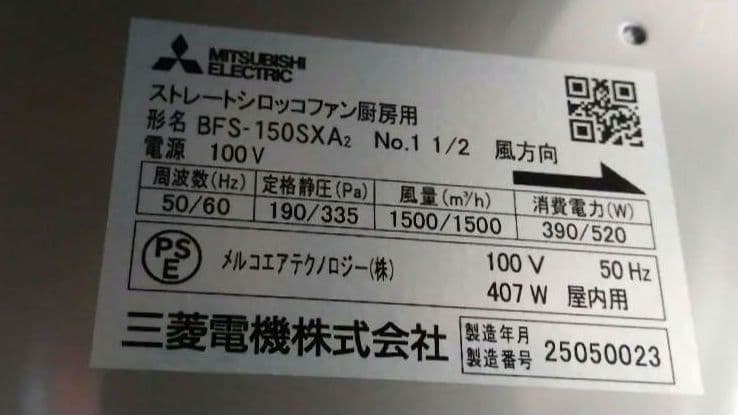 MITSUBISHI
ELECTRIC
ストレートシロッコファン厨房用
形名 BFS-150SXA₂ No.1 1/2 風方向
電源 100V
周波数(Hz) 定格静圧(Pa) 風量(m³/h) 消費電力(W)
50/60 190/335 1500/1500 390/520
PS
E
メルコエアテクノロジー(株) 100V 50Hz
407W 屋内用
三菱電機株式会社
製造年月
製造番号 25050023